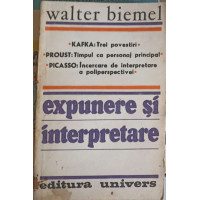 walter biemel
• KAFKA: Trei povestiri •
• PROUST: Timpul ca personaj principal •
• PICASSO: Încercare de interpretare
a poliperspectivei •
expunere și
interpretare
editura univers